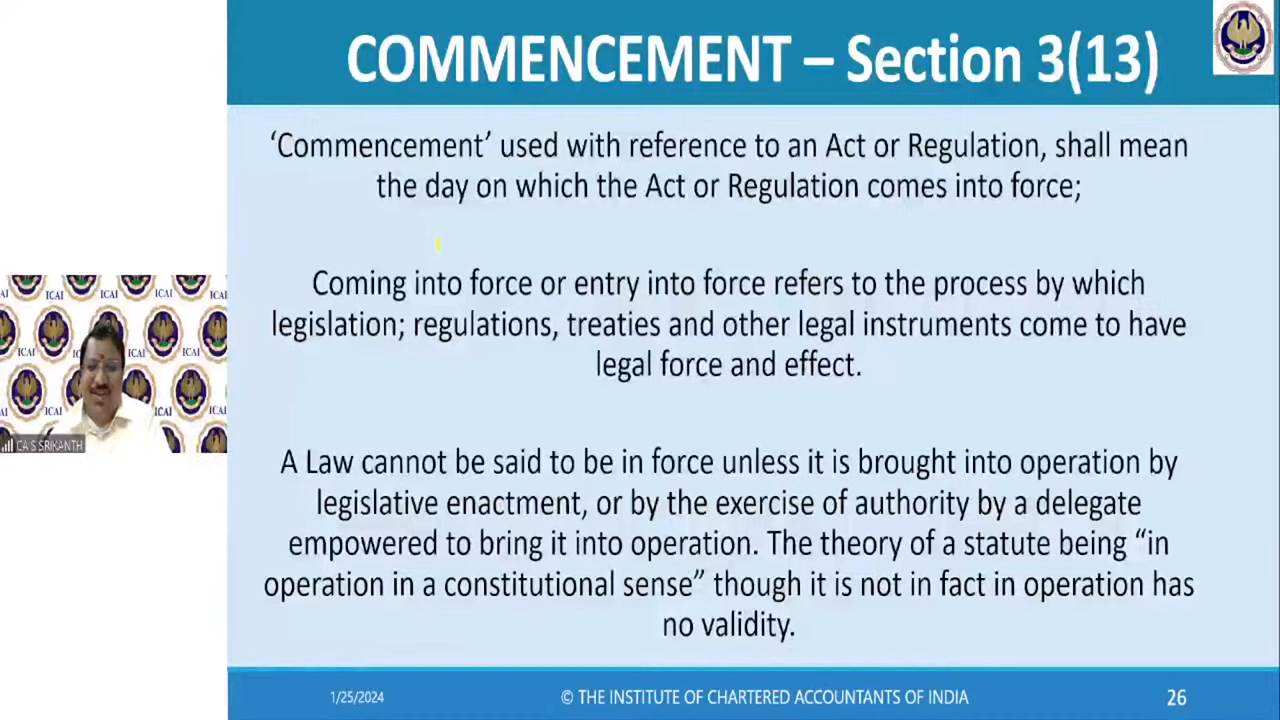 COMMENCEMENT – Section 3(13)
‘Commencement’ used with reference to an Act or Regulation, shall mean
the day on which the Act or Regulation comes into force;
Coming into force or entry into force refers to the process by which
legislation; regulations, treaties and other legal instruments come to have
legal force and effect.
A Law cannot be said to be in force unless it is brought into operation by
legislative enactment, or by the exercise of authority by a delegate
empowered to bring it into operation. The theory of a statute being “in
operation in a constitutional sense” though it is not in fact in operation has
no validity.
ICAI
ICAI
ICAI
ICAI
ICAI
ICAI
CA S SRIKANTH
1/25/2024
© THE INSTITUTE OF CHARTERED ACCOUNTANTS OF INDIA
26